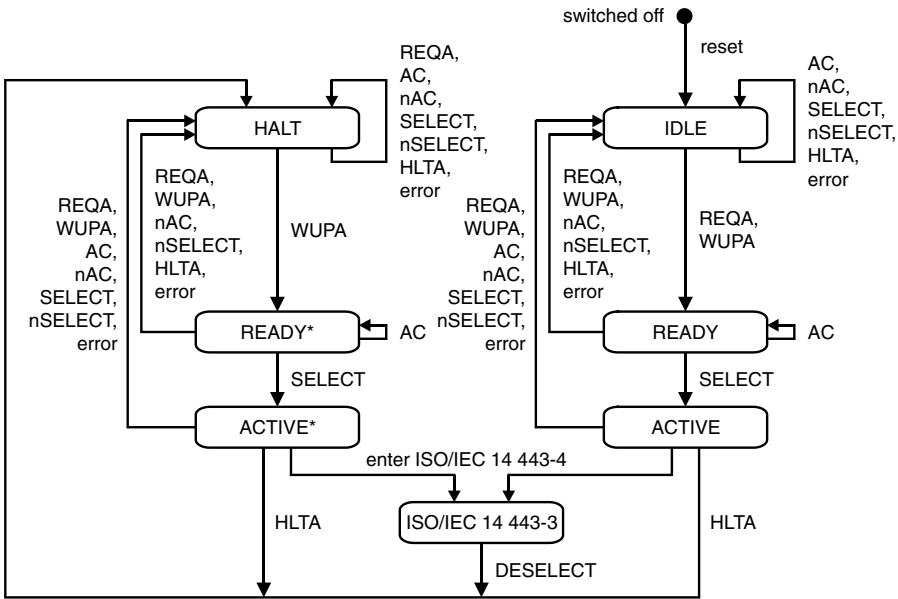 switched off
reset
REQA,
AC,
nAC,
SELECT,
nSELECT,
HLTA,
error
AC,
nAC,
SELECT,
nSELECT,
HLTA,
error
HALT
IDLE
REQA,
WUPA,
AC,
nAC,
SELECT,
nSELECT,
error
REQA,
WUPA,
nAC,
nSELECT,
HLTA,
error
WUPA
REQA,
WUPA,
AC,
nAC,
SELECT,
nSELECT,
error
REQA,
WUPA,
nAC,
nSELECT,
HLTA,
error
REQA,
WUPA
READY*
AC
READY
AC
SELECT
SELECT
ACTIVE*
ACTIVE
enter ISO/IEC 14 443-4
ISO/IEC 14 443-3
HLTA
HLTA
DESELECT